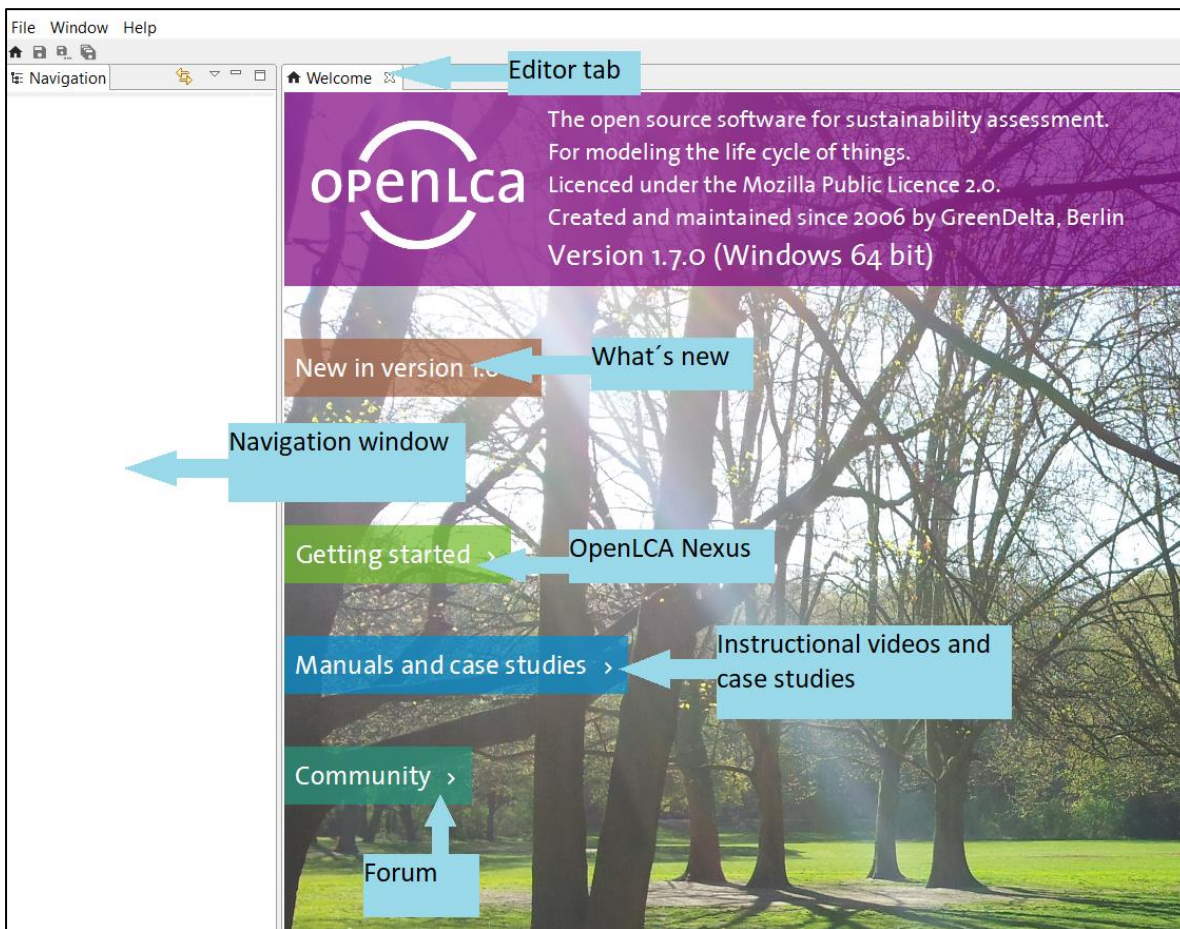 File Window Help
Navigation
Welcome
Editor tab
openLca
The open source software for sustainability assessment.
For modeling the life cycle of things.
Licenced under the Mozilla Public Licence 2.0.
Created and maintained since 2006 by GreenDelta, Berlin
Version 1.7.0 (Windows 64 bit)
New in version
What´s new
Navigation window
Getting started ›
OpenLCA Nexus
Manuals and case studies ›
Instructional videos and
case studies
Community ›
Forum